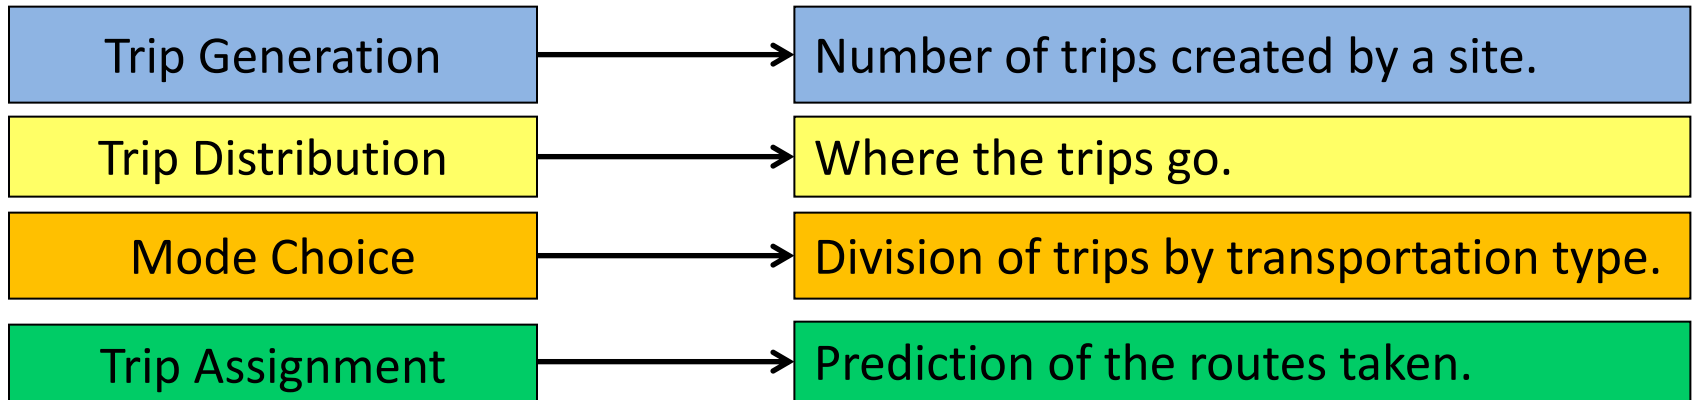 Trip Generation
Number of trips created by a site.
Trip Distribution
Where the trips go.
Mode Choice
Division of trips by transportation type.
Trip Assignment
Prediction of the routes taken.